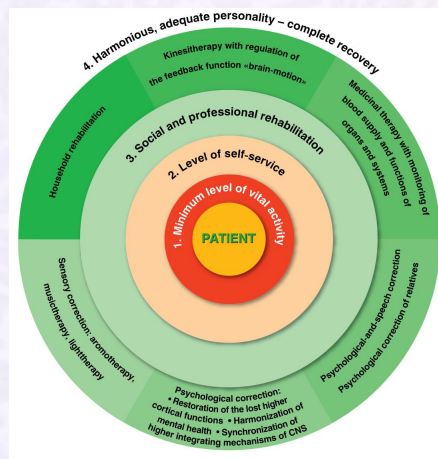 4. Harmonious, adequate personality – complete recovery
Kinesitherapy with regulation of
the feedback function «brain-motion»
Household rehabilitation
Medicinal therapy with monitoring of
blood supply and functions of
organs and systems
3. Social and professional rehabilitation
2. Level of self-service
1. Minimum level of vital activity
PATIENT
Sensory correction: aromotherapy,
musictherapy, lighttherapy
Psychological correction:
• Restoration of the lost higher
cortical functions • Harmonization of
mental health • Synchronization of
higher integrating mechanisms of CNS
Psychological-and-speech correction
Psychological correction of relatives